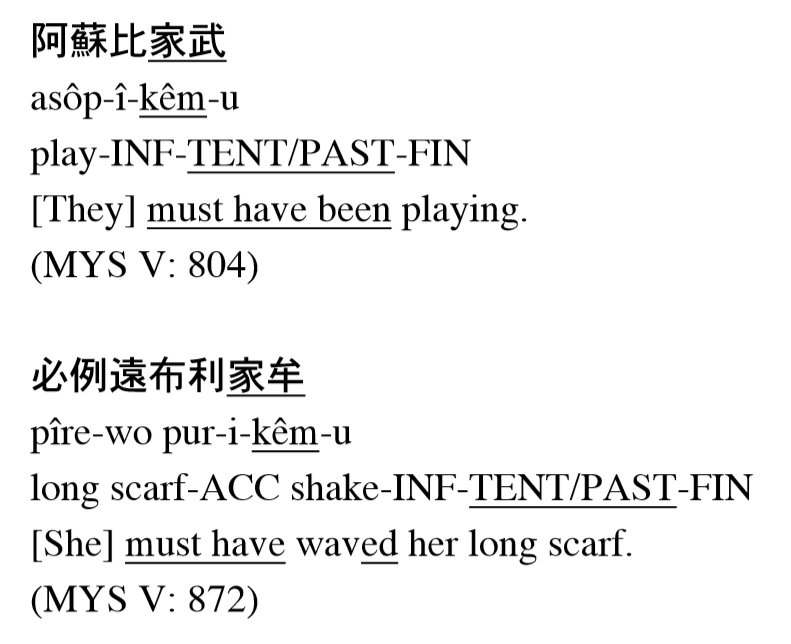 阿蘇比家武
asôp-î-kêm-u
play-INF-TENT/PAST-FIN
[They] must have been playing.
(MYS V: 804)
必例遠布利家牟
pîre-wo pur-i-kêm-u
long scarf-ACC shake-INF-TENT/PAST-FIN
[She] must have waved her long scarf.
(MYS V: 872)